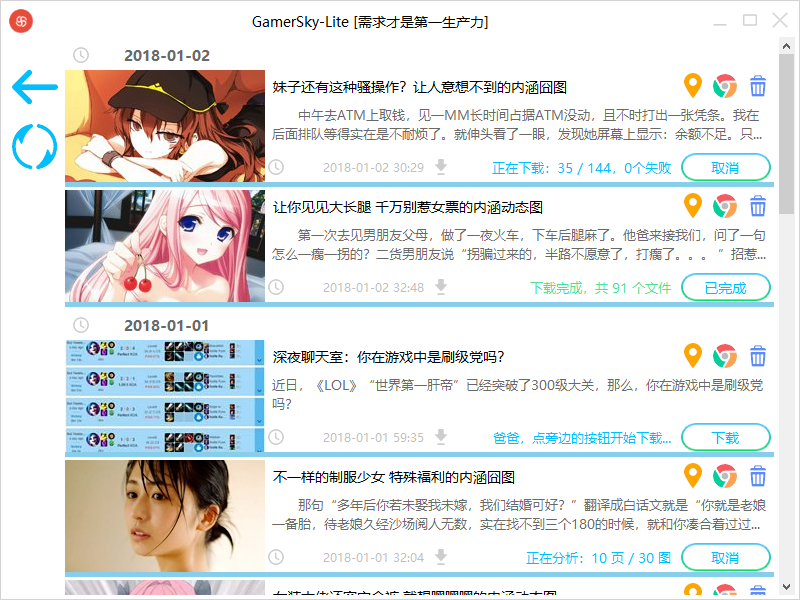 GamerSky-Lite [需求才是第一生产力]
2018-01-02
妹子还有这种骚操作？让人意想不到的内涵囧图
中午去ATM上取钱，见一MM长时间占据ATM没动，且不时打出一张凭条。我在
后面排队等得实在是不耐烦了。就伸头看了一眼，发现她屏幕上显示：余额不足。只...
2018-01-02 30:29 正在下载：35 / 144，0个失败 取消
让你见见大长腿 千万别惹女票的内涵动态图
第一次去见男朋友父母，做了一夜火车，下车后腿麻了。他爸来接我们，问了一句
怎么一瘸一拐的？二货男朋友说“拐骗过来的，半路不愿意了，打瘸了。。。”招惹...
2018-01-02 32:48 下载完成，共 91 个文件 已完成
2018-01-01
深夜聊天室：你在游戏中是刷级党吗？
近日，《LOL》“世界第一肝帝”已经突破了300级大关，那么，你在游戏中是刷级党
吗？
2018-01-01 59:35 爸爸，点旁边的按钮开始下载... 下载
不一样的制服少女 特殊福利的内涵囧图
那句“多年后你若未娶我未嫁，我们结婚可好？”翻译成白话文就是“你就是老娘
一备胎，待老娘久经沙场阅人无数，实在找不到三个180的时候，就和你凑合着过过...
2018-01-01 32:04 正在分析：10 页 / 30 图 取消